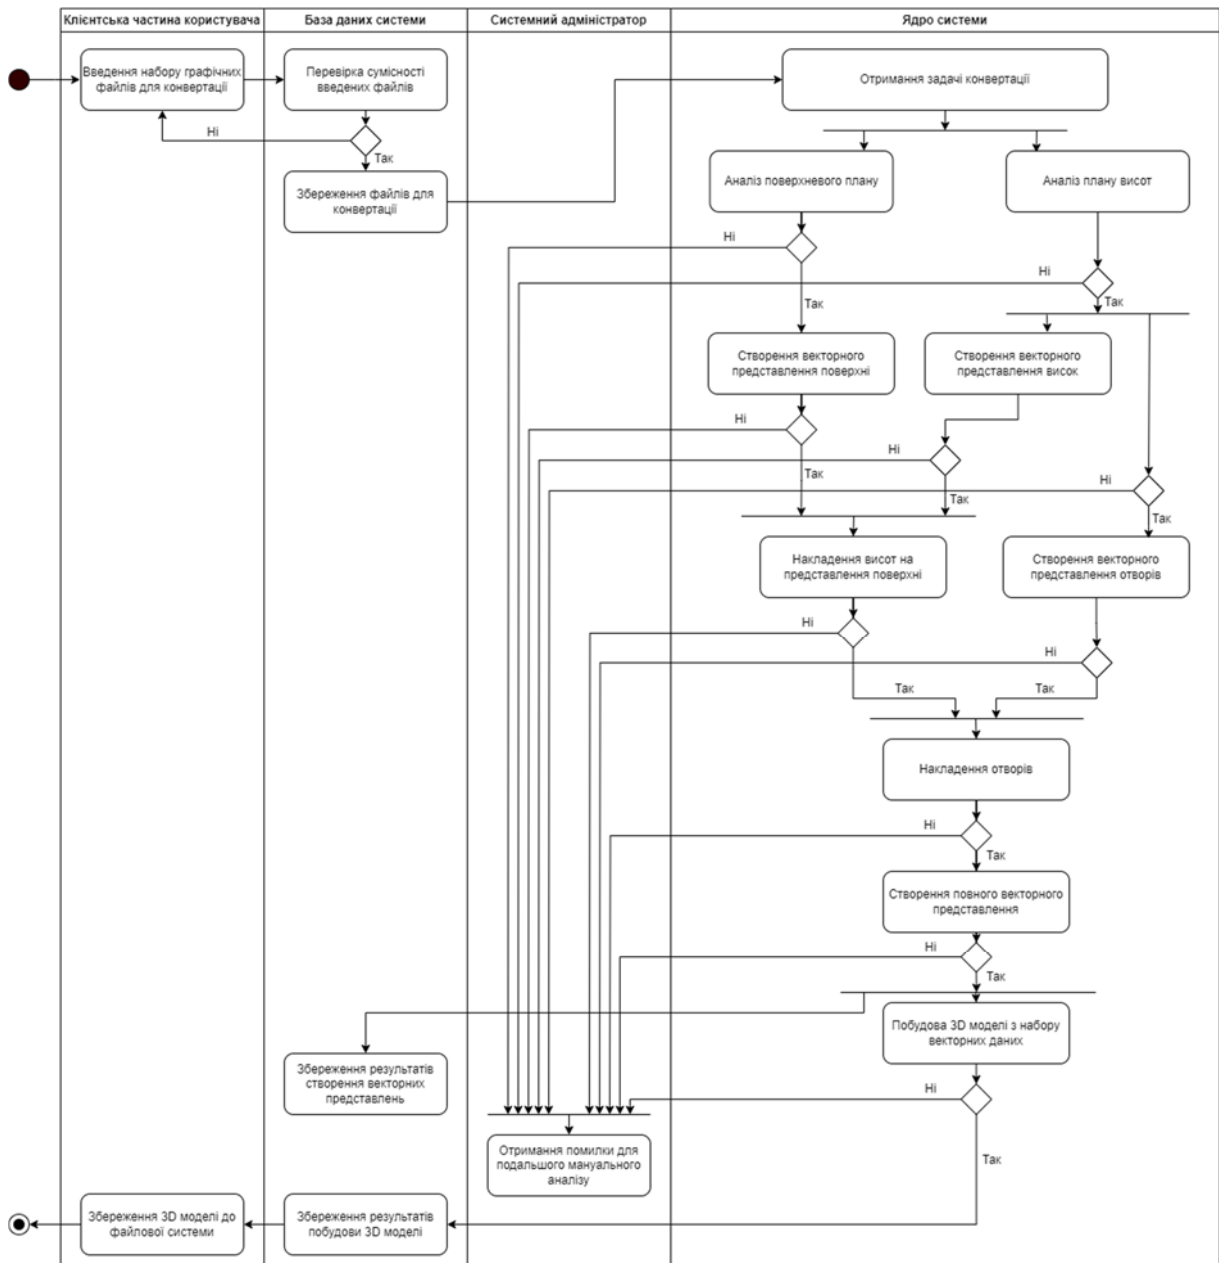 Клієнтська частина користувача
База даних системи
Системний адміністратор
Ядро системи
Введення набору графічних
файлів для конвертації
Перевірка сумісності
введених файлів
Отримання задачі конвертації
Ні
Так
Збереження файлів для
конвертації
Аналіз поверхневого плану
Аналіз плану висот
Ні
Ні
Так
Так
Створення векторного
представлення поверхні
Створення векторного
представлення висок
Ні
Ні
Так
Ні
Так
Так
Накладення висот на
представлення поверхні
Створення векторного
представлення отворів
Ні
Ні
Так
Так
Накладення отворів
Ні
Так
Створення повного векторного
представлення
Ні
Так
Побудова 3D моделі з набору
векторних даних
Збереження результатів
створення векторних
представлень
Ні
Отримання помилки для
подальшого мануального
аналізу
Так
Збереження 3D моделі до
файлової системи
Збереження результатів
побудови 3D моделі